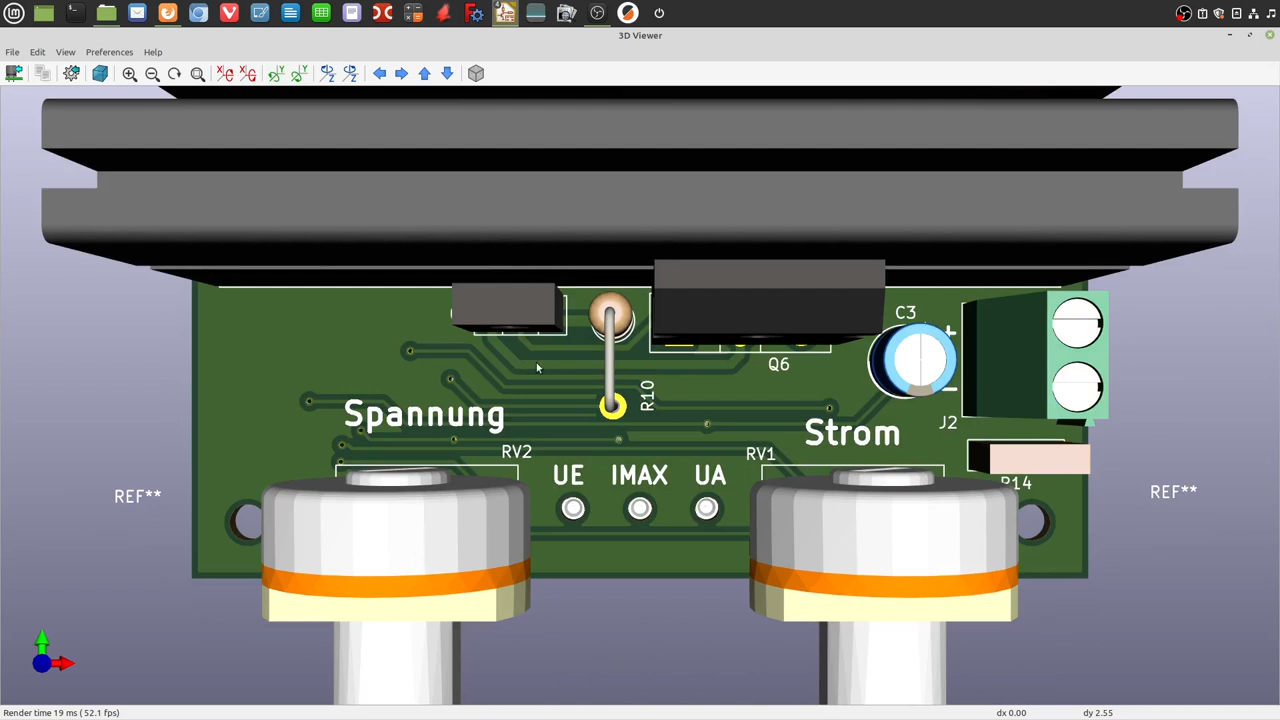 3D Viewer
File Edit View Preferences Help
C3
+
Q6
R10
−
J2
Spannung
Strom
RV2
RV1
UE IMAX UA
R14
REF**
REF**
Render time 19 ms ( 52.1 fps)
dx 0.00
dy 2.55